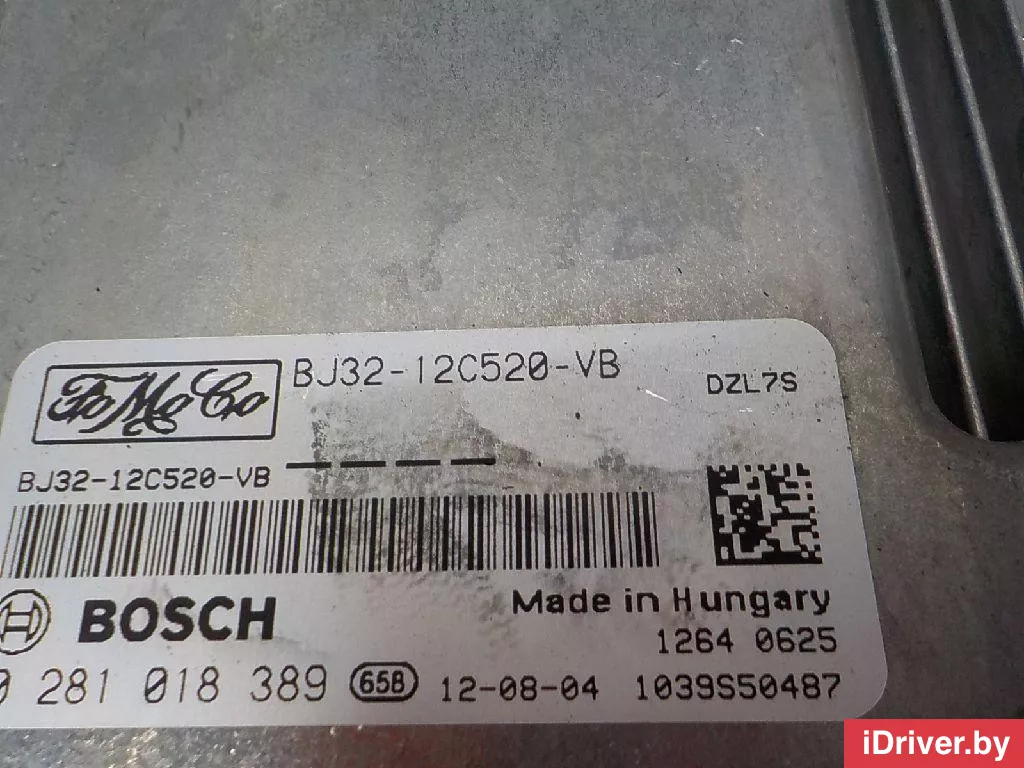 FoMoCo
BJ32-12C520-VB
DZL7S
BJ32-12C520-VB
BOSCH
Made in Hungary
1264 0625
0 281 018 389 65B 12-08-04 1039S50487
iDriver.by